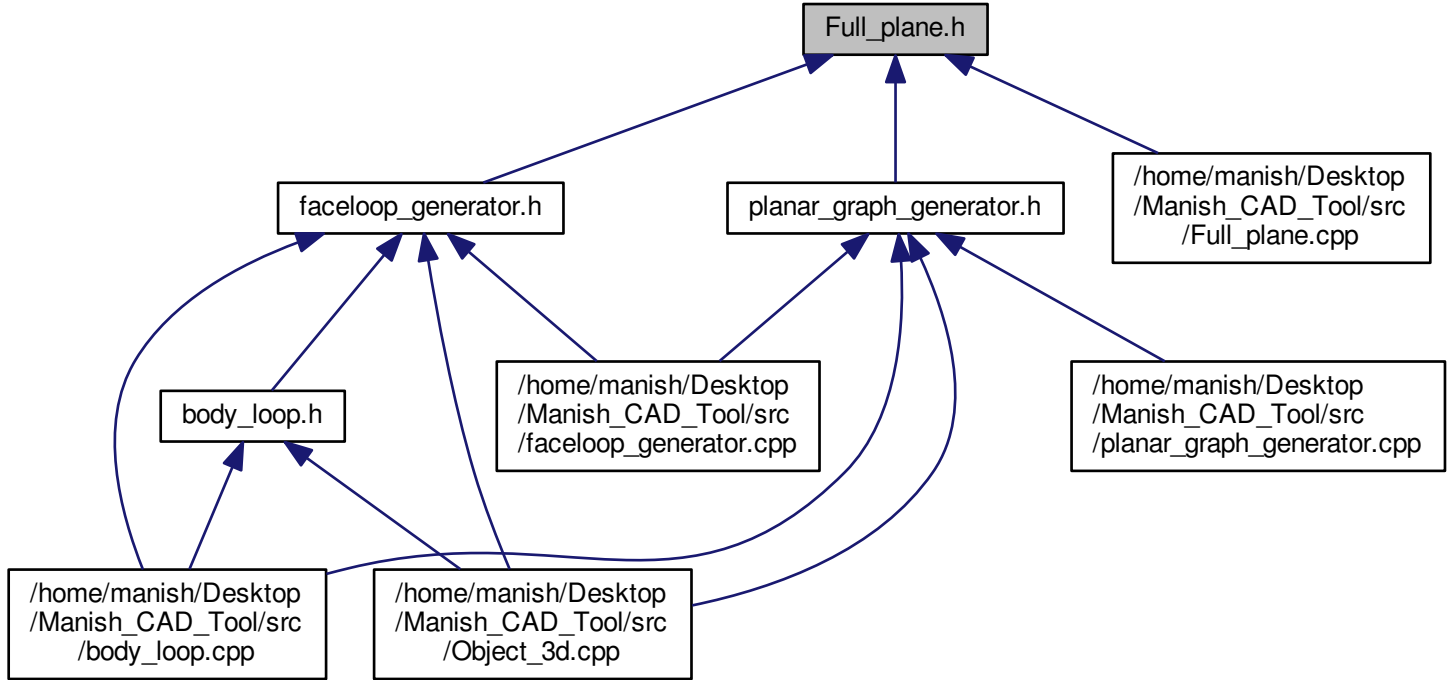 Full_plane.h
faceloop_generator.h
planar_graph_generator.h
/home/manish/Desktop
/Manish_CAD_Tool/src
/Full_plane.cpp
body_loop.h
/home/manish/Desktop
/Manish_CAD_Tool/src
/faceloop_generator.cpp
/home/manish/Desktop
/Manish_CAD_Tool/src
/planar_graph_generator.cpp
/home/manish/Desktop
/Manish_CAD_Tool/src
/body_loop.cpp
/home/manish/Desktop
/Manish_CAD_Tool/src
/Object_3d.cpp